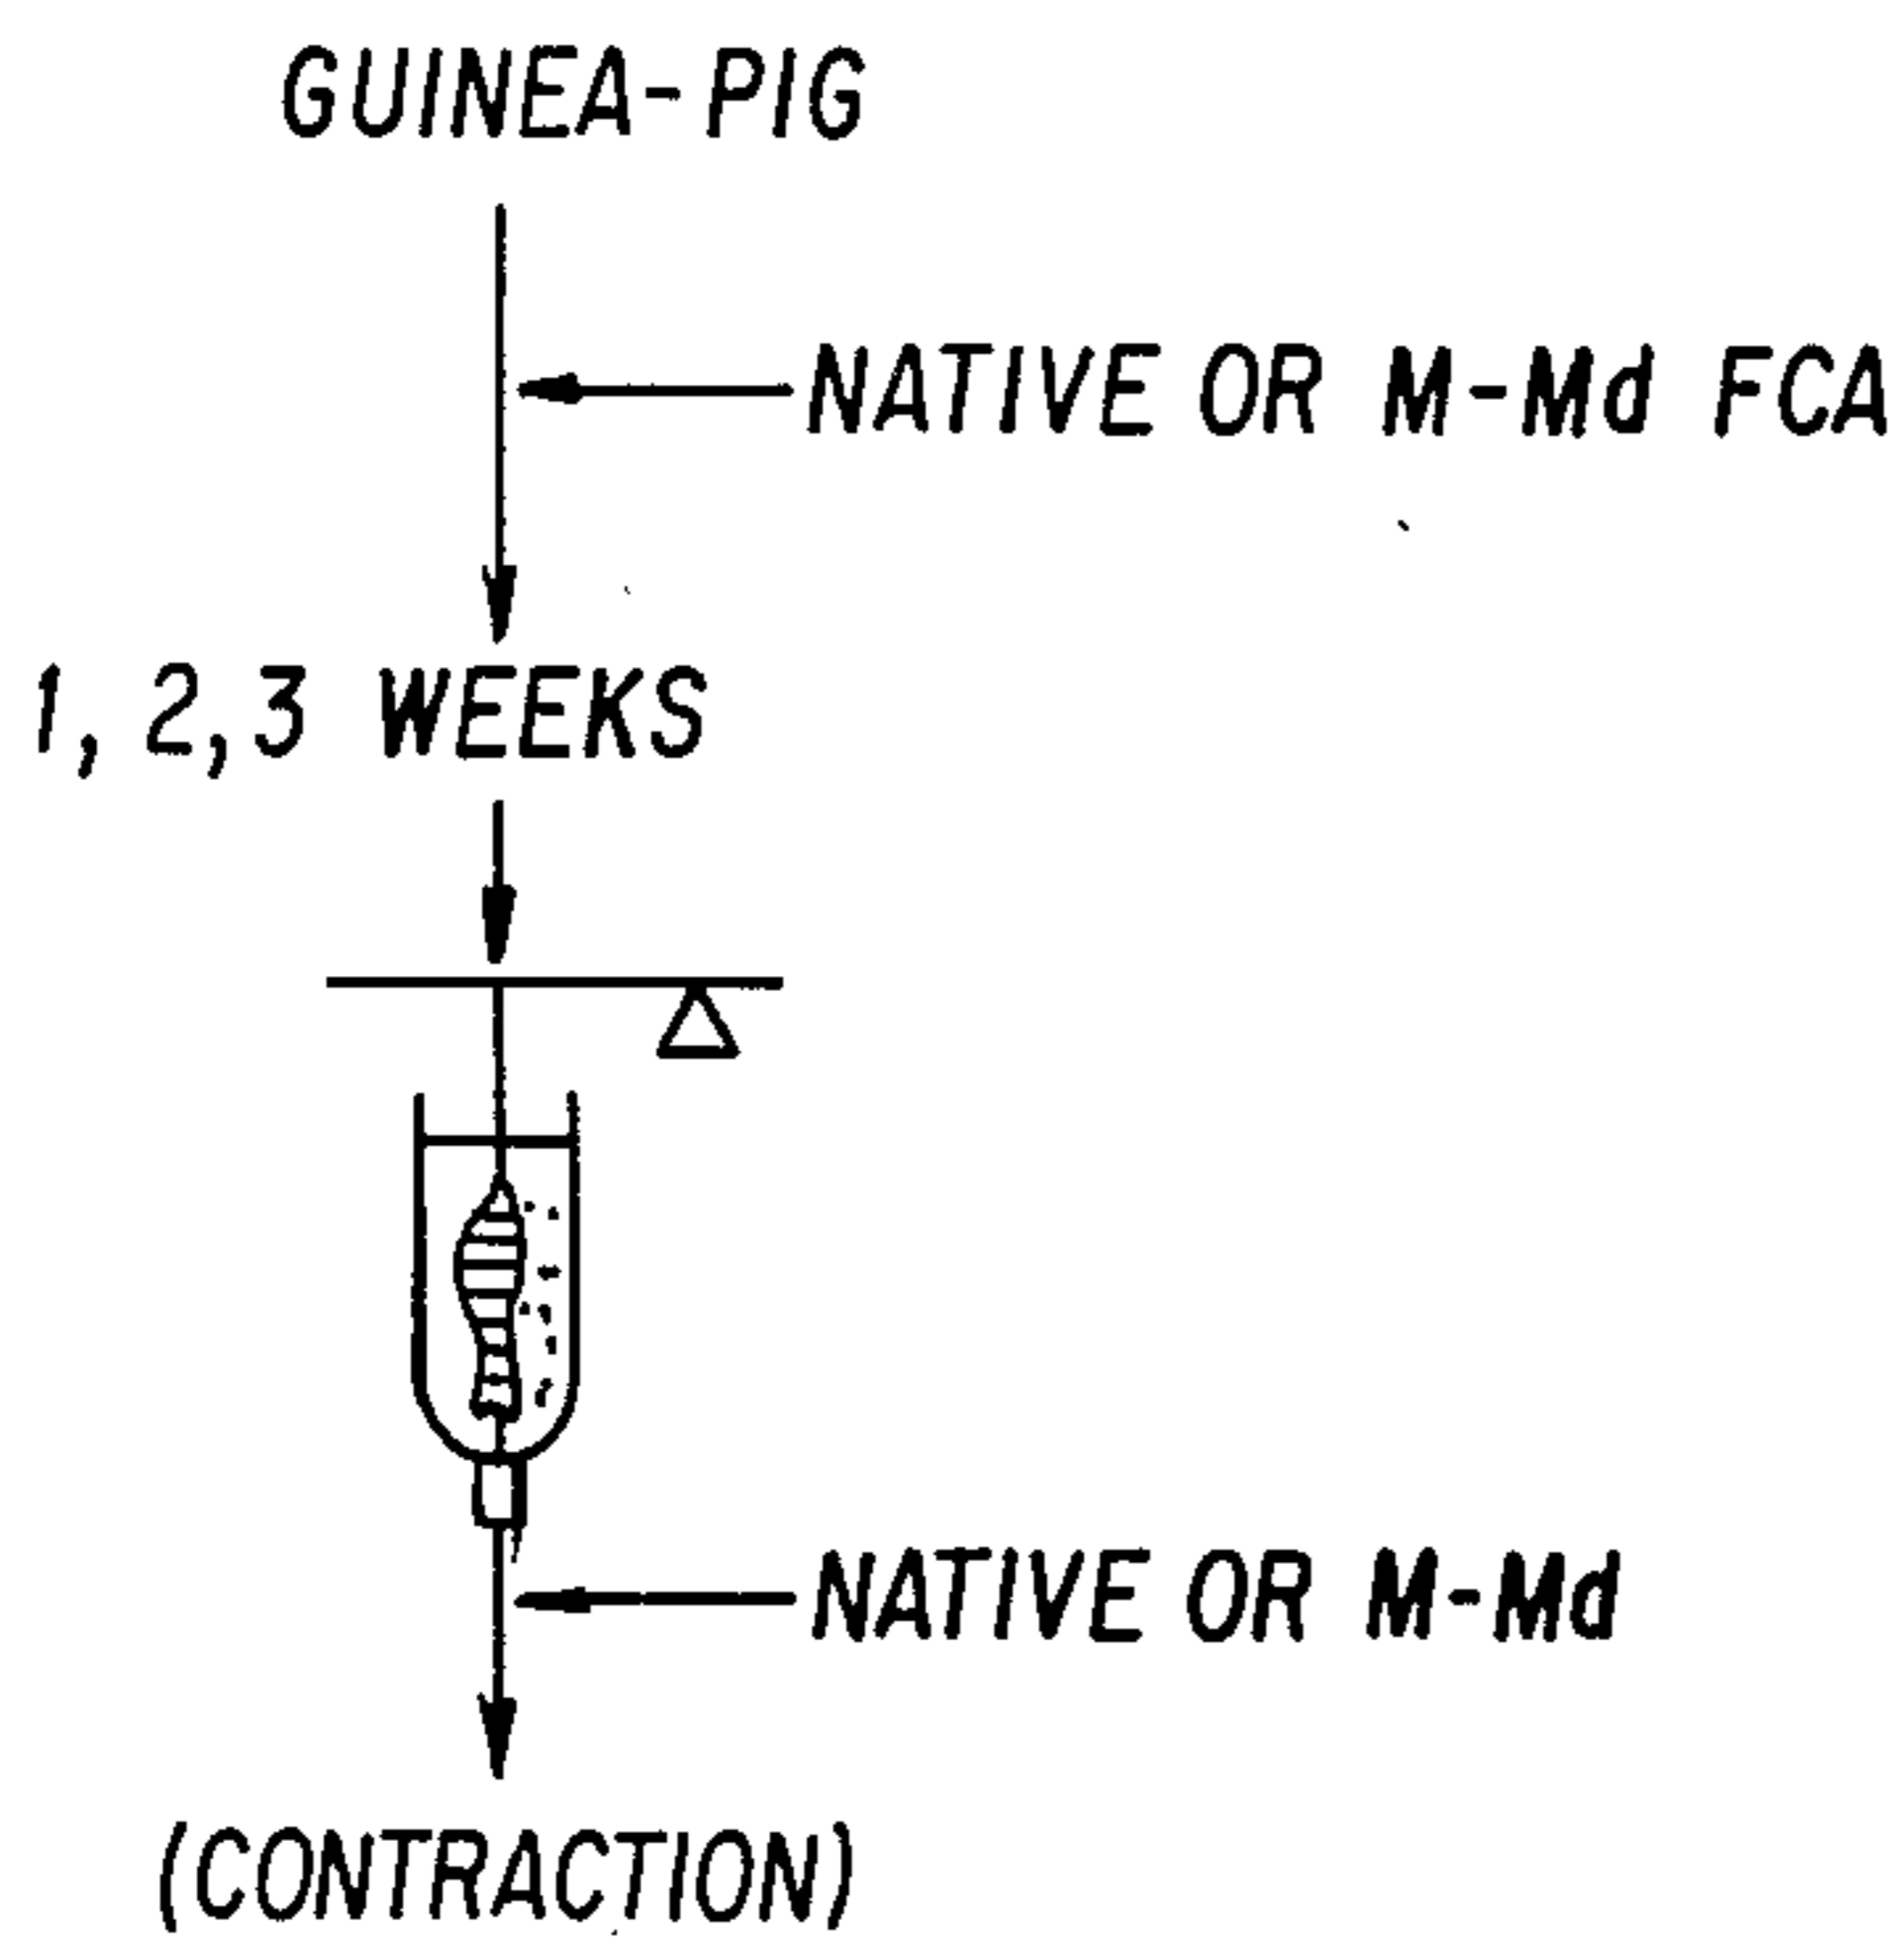 GUINEA-PIG
NATIVE OR M-Md FCA
1, 2, 3 WEEKS
NATIVE OR M-Md
(CONTRACTION)